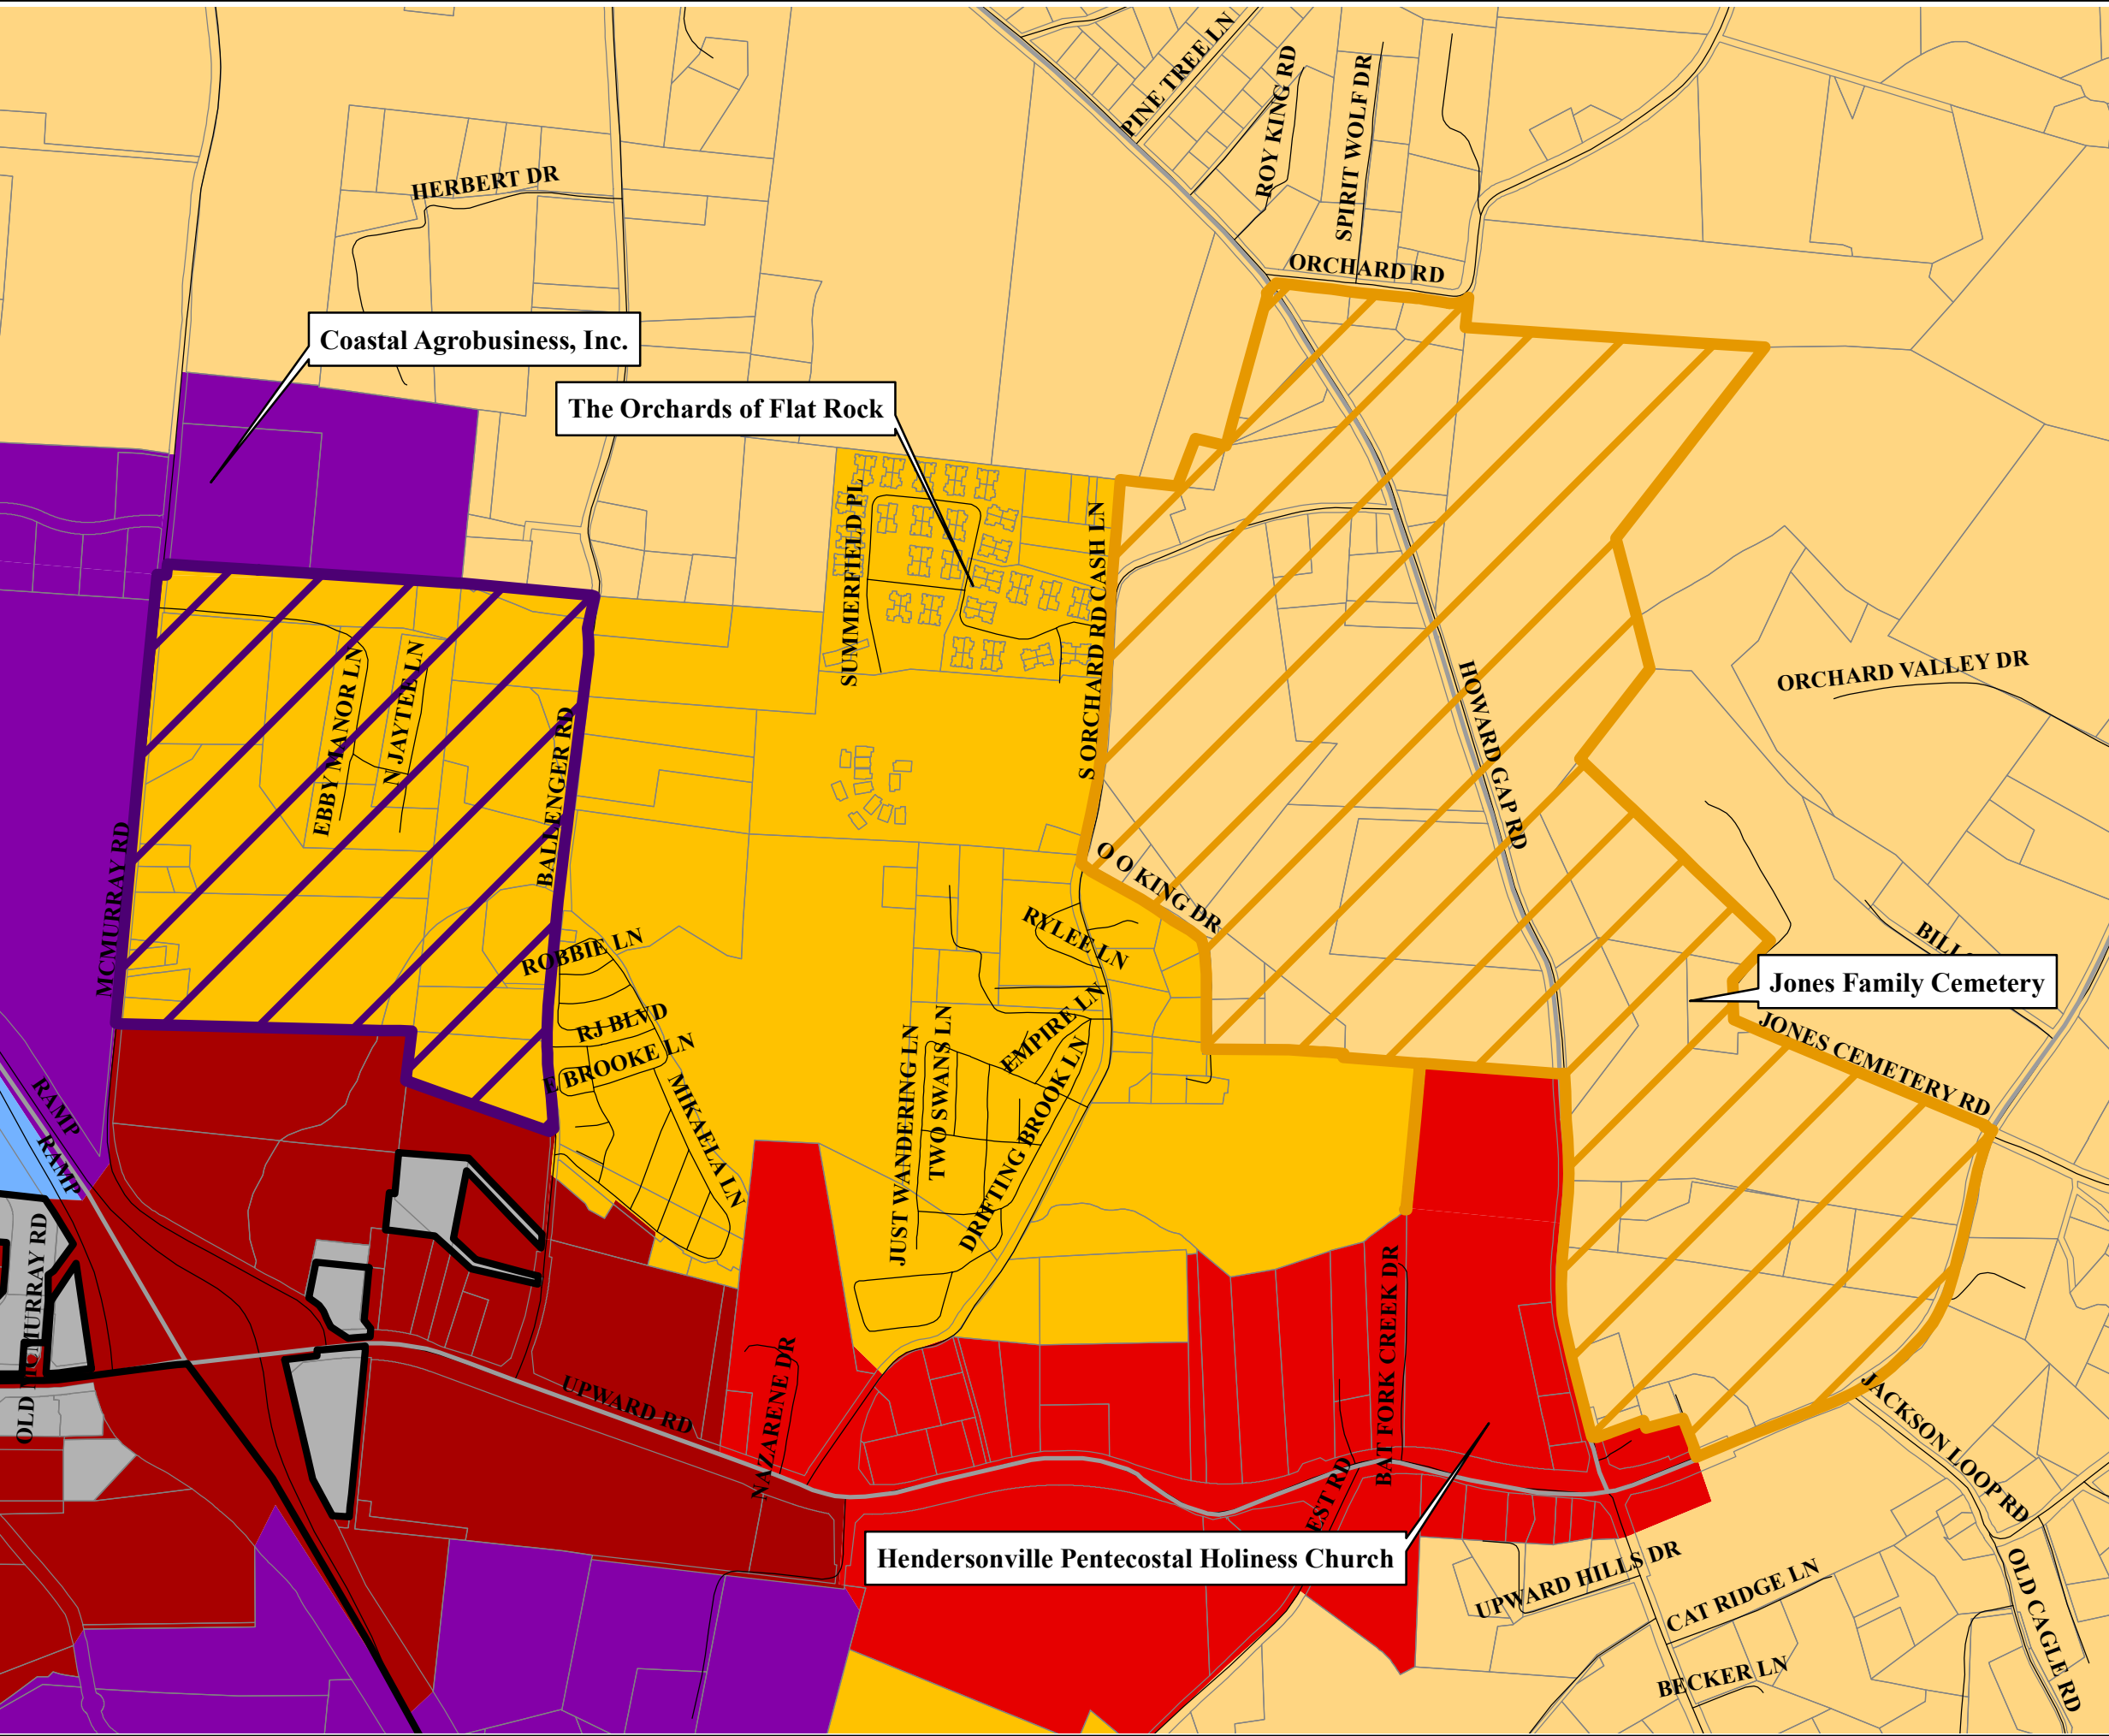 PINE TREE LN
ROY KING RD
SPIRIT WOLF DR
HERBERT DR
ORCHARD RD
Coastal Agrobusiness, Inc.
The Orchards of Flat Rock
SUMMERFIELD PL
S ORCHARD RD
CASH LN
HOWARD GAP RD
ORCHARD VALLEY DR
EBBY MANOR LN
N JAYTEE LN
BALLENGER RD
MCMURRAY RD
O O KING DR
RYLEE LN
ROBBIE LN
RJ BLVD
E BROOKE LN
MIKAELA LN
EMPIRE LN
JUST WANDERING LN
TWO SWANS LN
DRIFTING BROOK LN
Jones Family Cemetery
JONES CEMETERY RD
RAMP
RAMP
OLD MCMURRAY RD
UPWARD RD
NAZARENE DR
BAT FORK CREEK DR
EST RD
JACKSON LOOP RD
Hendersonville Pentecostal Holiness Church
UPWARD HILLS DR
CAT RIDGE LN
BECKER LN
OLD CAGLE RD